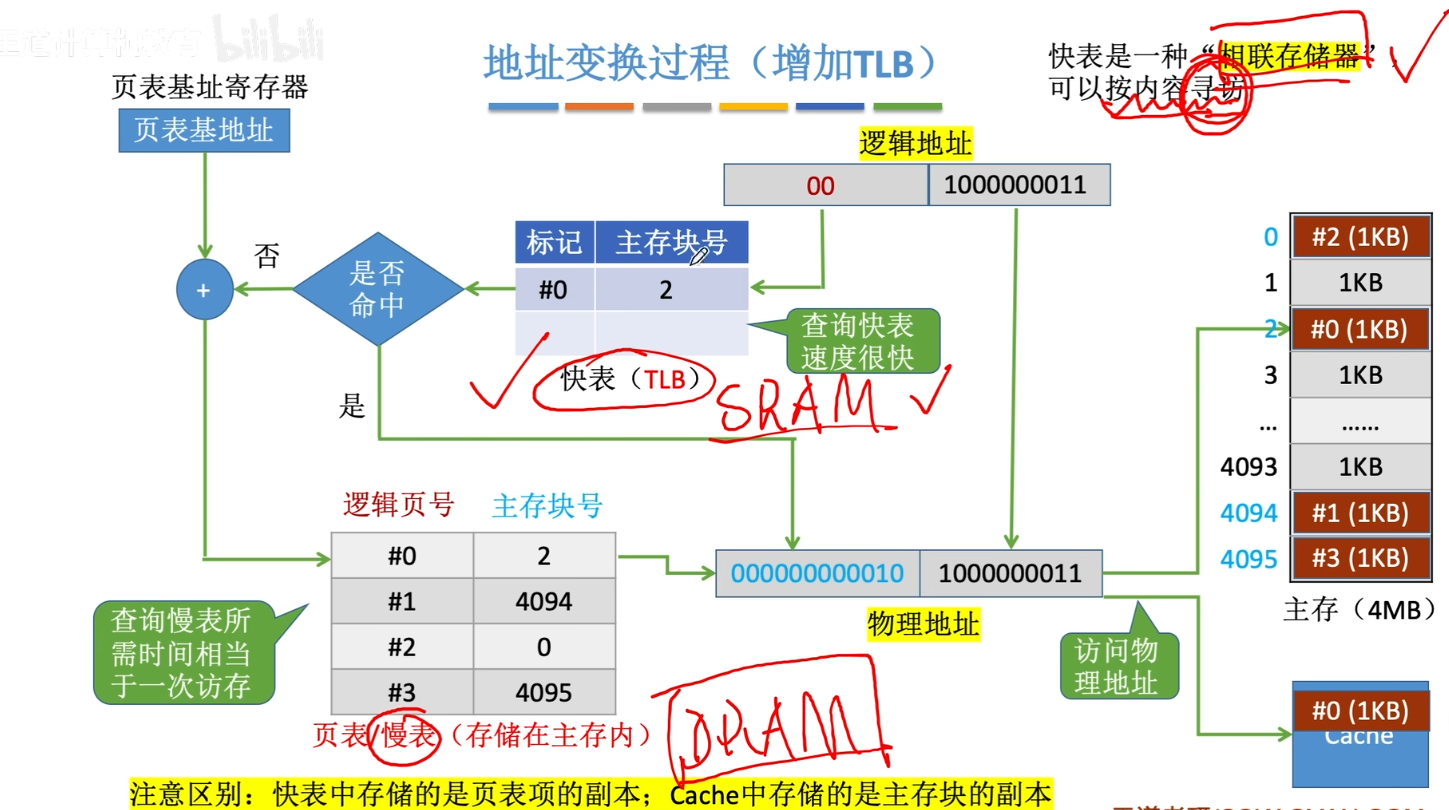 bilibili
地址变换过程（增加TLB）
快表是一种“相联存储器”，
可以按内容寻访
页表基址寄存器
页表基地址
逻辑地址
00 1000000011
标记 主存块号
#0 2
快表（TLB）
查询快表
速度很快
SRAM
是否
命中
否
是
+
逻辑页号 主存块号
#0 2
#1 4094
#2 0
#3 4095
页表/慢表（存储在主存内）
DRAM
查询慢表所
需时间相当
于一次访存
000000000010 1000000011
物理地址
访问物
理地址
0 #2 (1KB)
1 1KB
2 #0 (1KB)
3 1KB
... ……
4093 1KB
4094 #1 (1KB)
4095 #3 (1KB)
主存（4MB）
#0 (1KB)
Cache
注意区别：快表中存储的是页表项的副本；Cache中存储的是主存块的副本